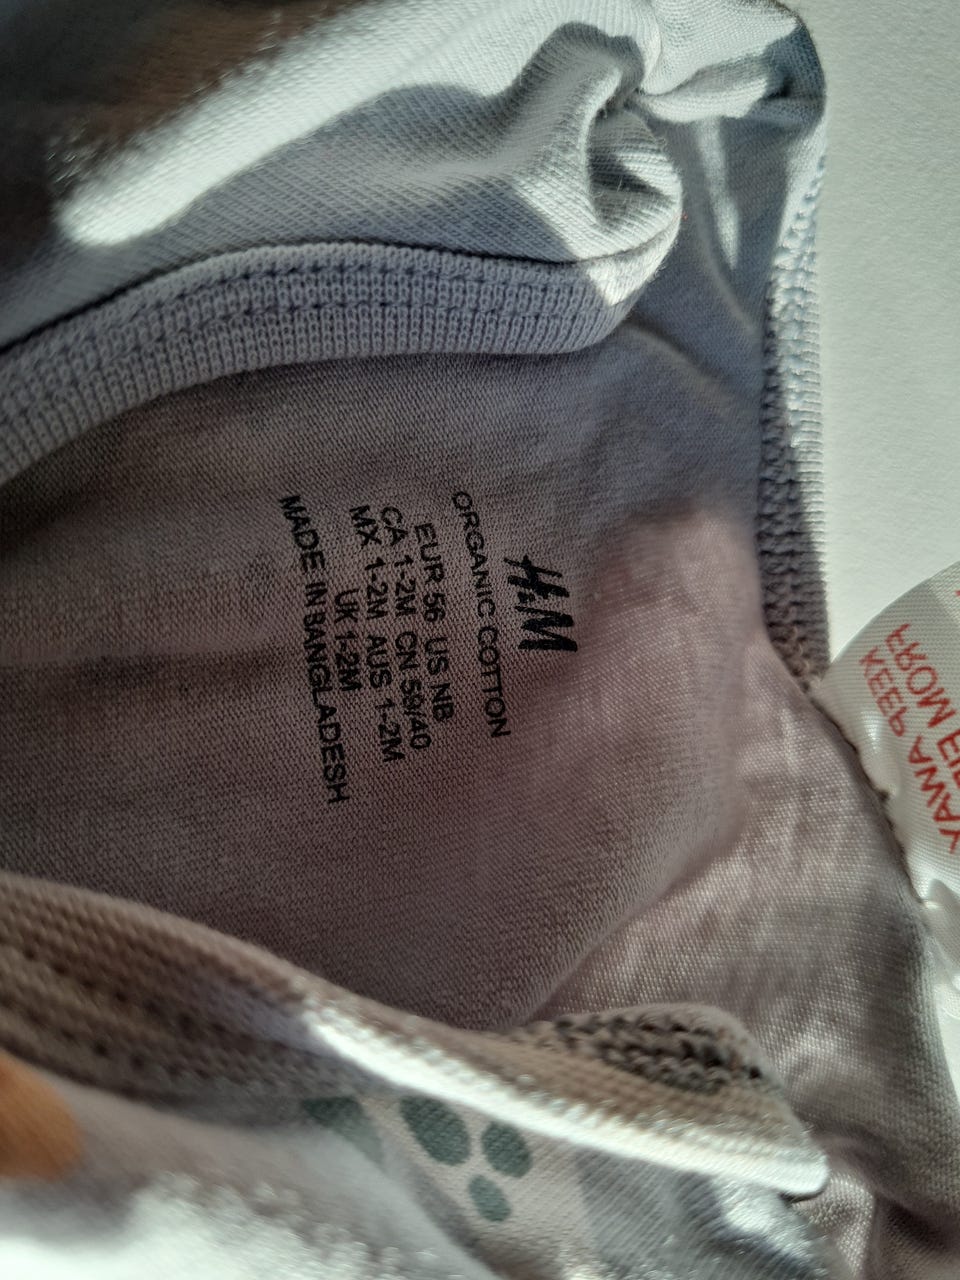 H&M
ORGANIC COTTON
EUR 56 US NB
CA 1-2M CN 59/40
MX 1-2M AUS 1-2M
UK 1-2M
MADE IN BANGLADESH
KEEP AWAY
FROM